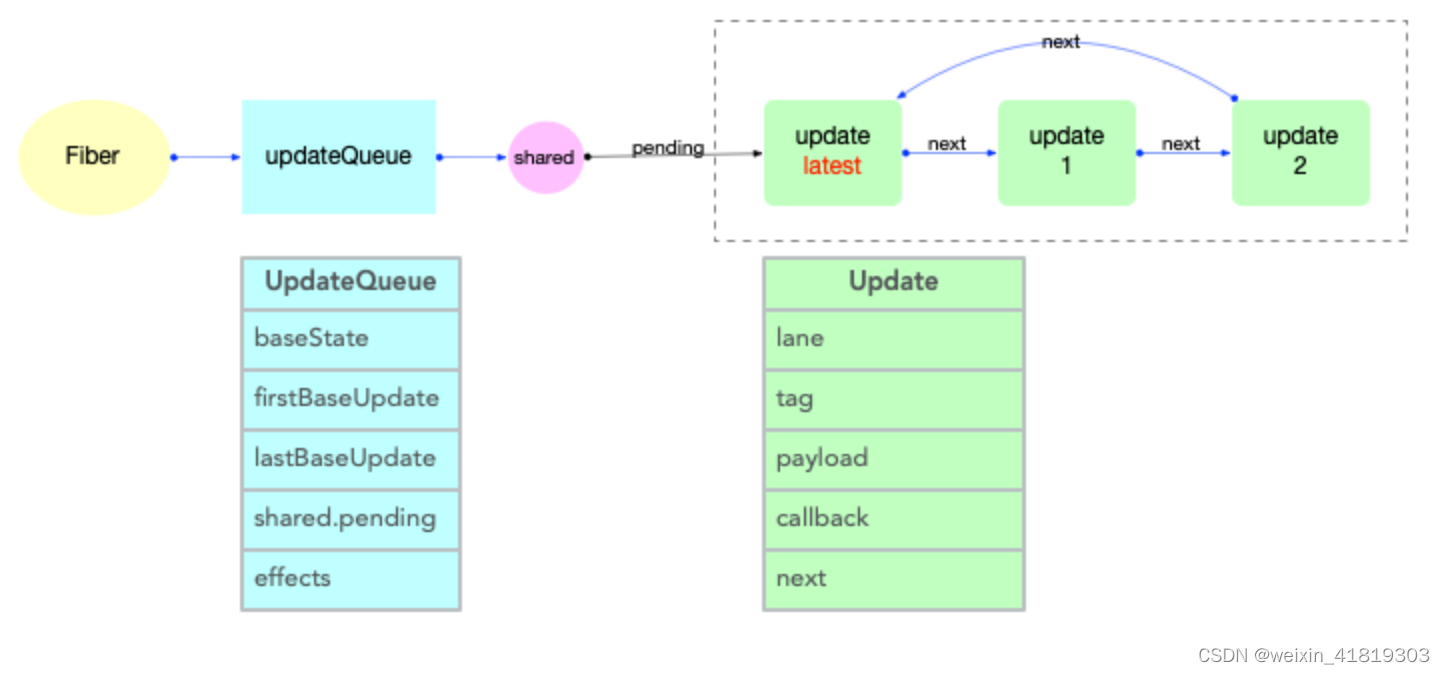 next
Fiber
updateQueue
shared
pending
update
latest
next
update
1
next
update
2
UpdateQueue
baseState
firstBaseUpdate
lastBaseUpdate
shared.pending
effects
Update
lane
tag
payload
callback
next
CSDN @weixin_41819303